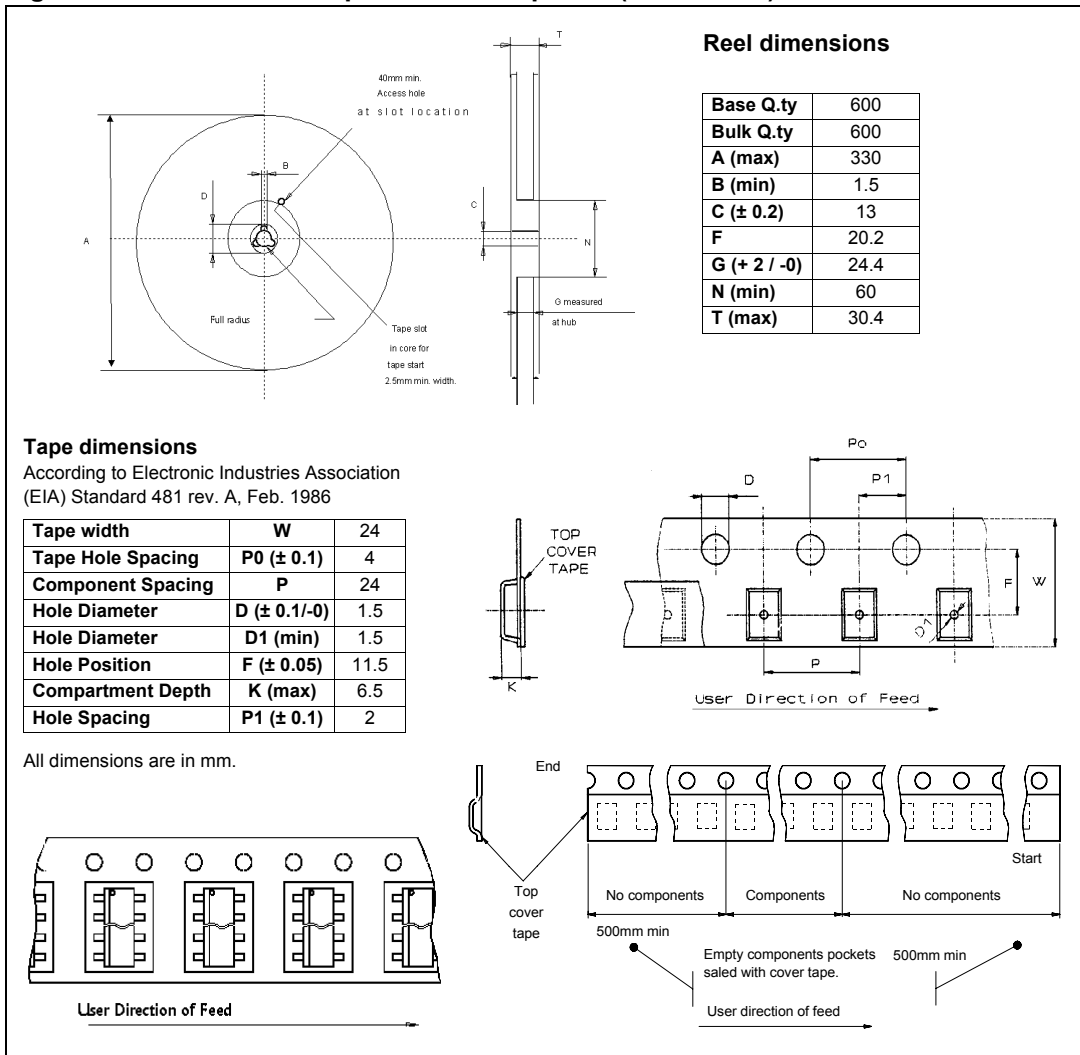 Reel dimensions
Base Q.ty 600
Bulk Q.ty 600
A (max) 330
B (min) 1.5
C (± 0.2) 13
F 20.2
G (+ 2 / -0) 24.4
N (min) 60
T (max) 30.4
T
40mm min.
Access hole
at slot location
B
D
C
A
N
G measured
at hub
Full radius
Tape slot
in core for
tape start
2.5mm min. width.
Tape dimensions
According to Electronic Industries Association
(EIA) Standard 481 rev. A, Feb. 1986
Tape width W 24
Tape Hole Spacing P0 (± 0.1) 4
Component Spacing P 24
Hole Diameter D (± 0.1/-0) 1.5
Hole Diameter D1 (min) 1.5
Hole Position F (± 0.05) 11.5
Compartment Depth K (max) 6.5
Hole Spacing P1 (± 0.1) 2
All dimensions are in mm.
Po
D
P1
TOP
COVER
TAPE
F
W
D1
K
P
User Direction of Feed
End
Start
Top
cover
tape
No components
Components
No components
500mm min
Empty components pockets
saled with cover tape.
500mm min
User direction of feed
User Direction of Feed